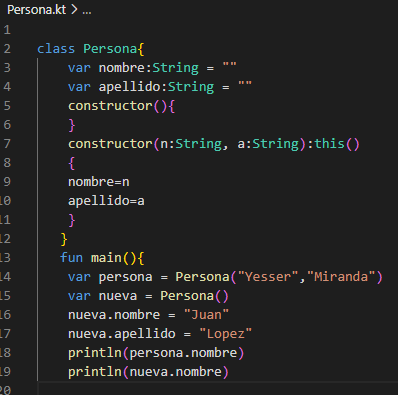 Persona.kt > ...
1
2 class Persona{
3 var nombre:String = ""
4 var apellido:String = ""
5 constructor(){
6 }
7 constructor(n:String, a:String):this()
8 {
9 nombre=n
10 apellido=a
11 }
12 }
13 fun main(){
14 var persona = Persona("Yesser","Miranda")
15 var nueva = Persona()
16 nueva.nombre = "Juan"
17 nueva.apellido = "Lopez"
18 println(persona.nombre)
19 println(nueva.nombre)
20